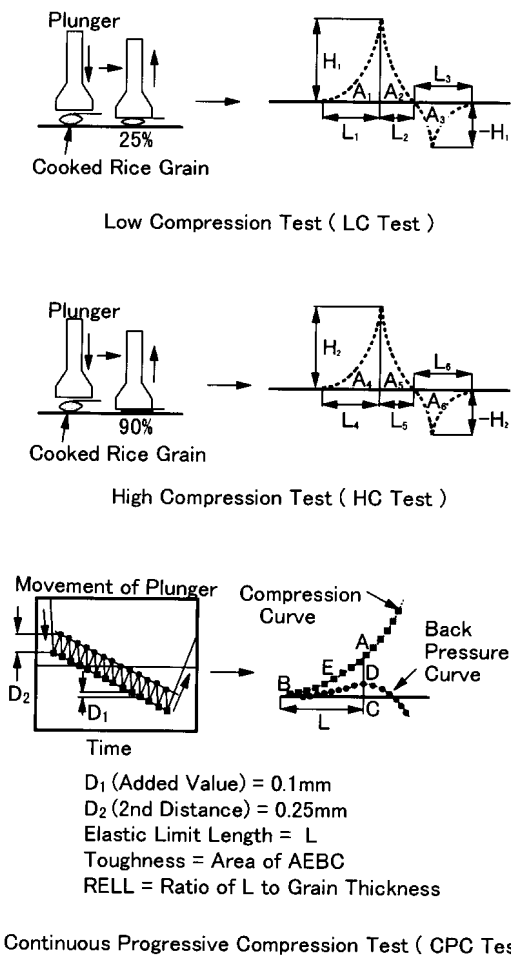 Plunger
25%
Cooked Rice Grain
H₁
A₁
A₂
L₁
L₂
L₃
A₃
-H₁
Low Compression Test ( LC Test )
Plunger
90%
Cooked Rice Grain
H₂
A₄
A₅
L₄
L₅
L₆
A₆
-H₂
High Compression Test ( HC Test )
Movement of Plunger
D₂
D₁
Time
Compression
Curve
Back
Pressure
Curve
A
E
B
D
C
L
D₁ (Added Value) = 0.1mm
D₂ (2nd Distance) = 0.25mm
Elastic Limit Length = L
Toughness = Area of AEBC
RELL = Ratio of L to Grain Thickness
Continuous Progressive Compression Test ( CPC Tes